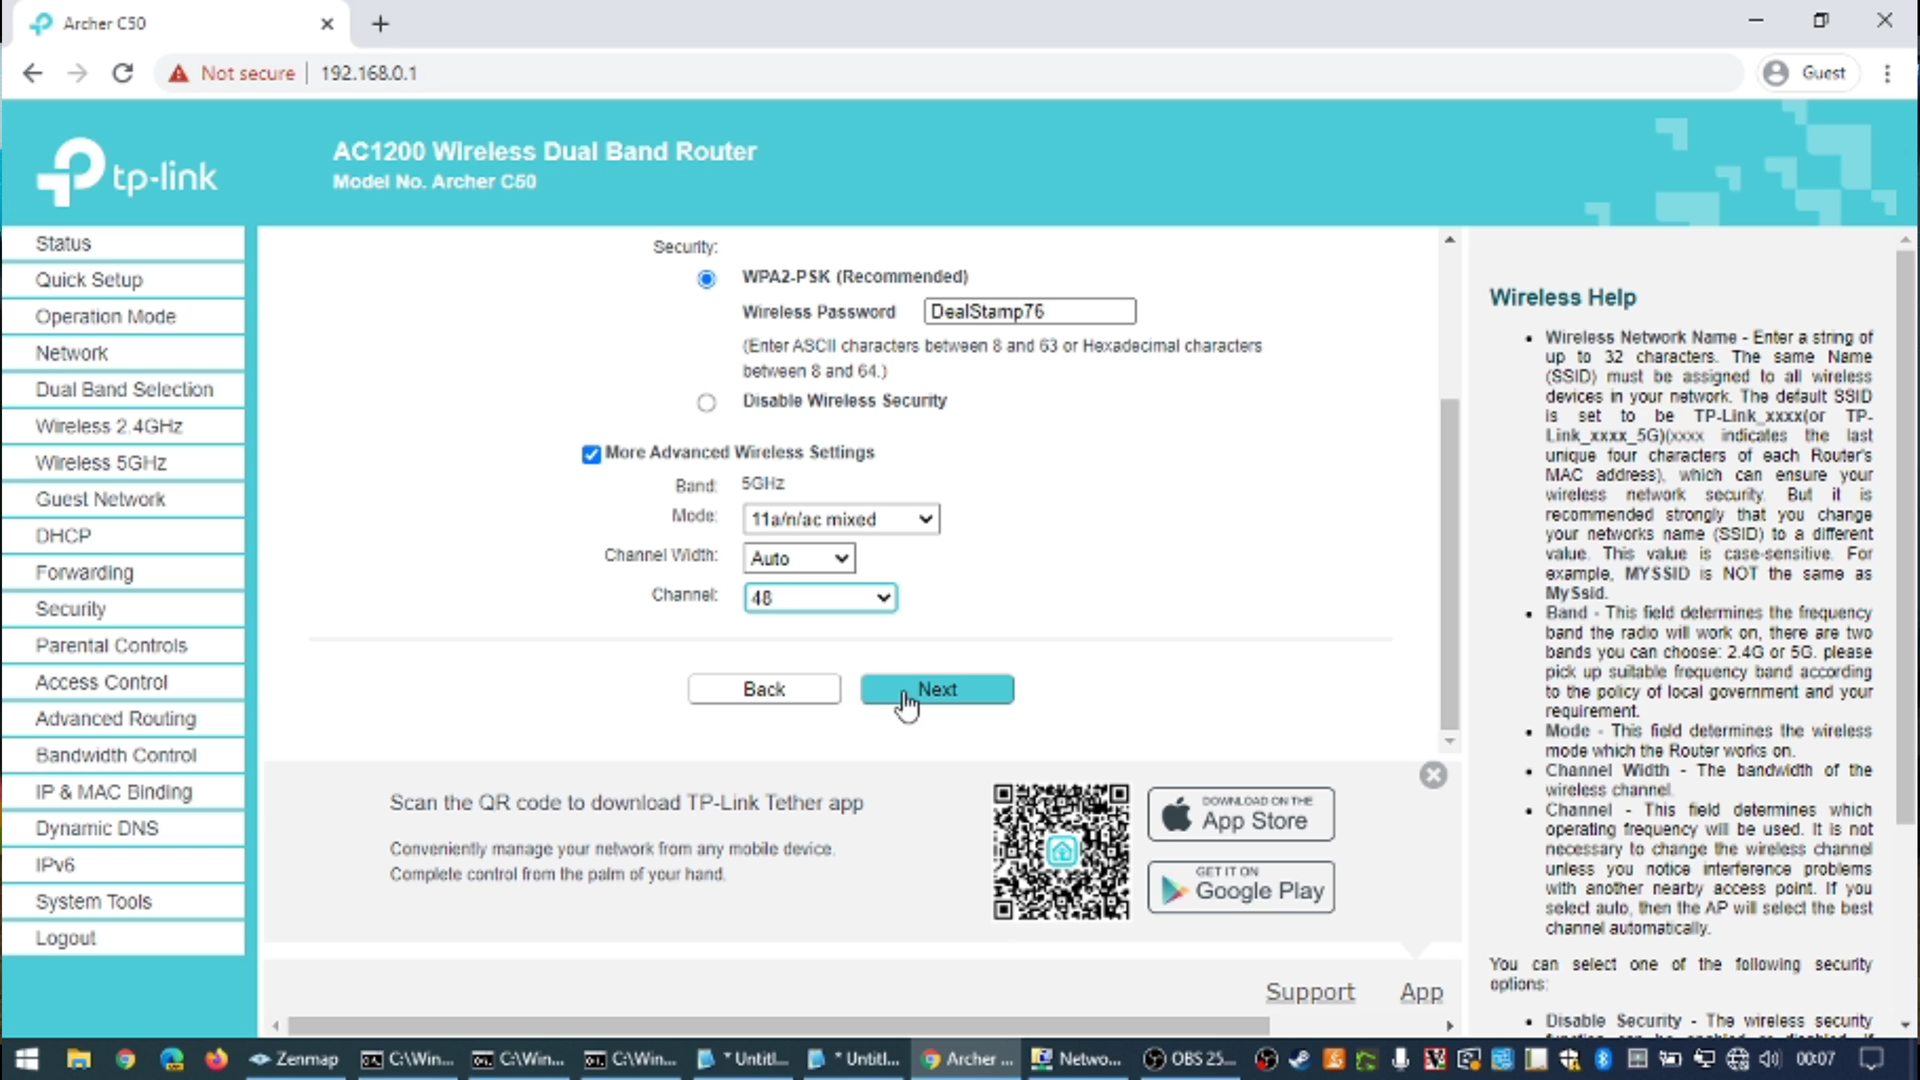 Archer C50
Not secure
192.168.0.1
Guest
tp-link
AC1200 Wireless Dual Band Router
Model No. Archer C50
Status
Quick Setup
Operation Mode
Network
Dual Band Selection
Wireless 2.4GHz
Wireless 5GHz
Guest Network
DHCP
Forwarding
Security
Parental Controls
Access Control
Advanced Routing
Bandwidth Control
IP & MAC Binding
Dynamic DNS
IPv6
System Tools
Logout
Security:
WPA2-PSK (Recommended)
Wireless Password DealStamp76
(Enter ASCII characters between 8 and 63 or Hexadecimal characters
between 8 and 64.)
Disable Wireless Security
More Advanced Wireless Settings
Band: 5GHz
Mode: 11a/n/ac mixed
Channel Width: Auto
Channel: 48
Back
Next
Scan the QR code to download TP-Link Tether app
Conveniently manage your network from any mobile device.
Complete control from the palm of your hand.
DOWNLOAD ON THE
App Store
GET IT ON
Google Play
Support
App
Wireless Help
• Wireless Network Name - Enter a string of
up to 32 characters. The same Name
(SSID) must be assigned to all wireless
devices in your network. The default SSID
is set to be TP-Link_xxxx(or TP-
Link_xxxx_5G)(xxxx indicates the last
unique four characters of each Router's
MAC address), which can ensure your
wireless network security. But it is
recommended strongly that you change
your networks name (SSID) to a different
value. This value is case-sensitive. For
example, MYSSID is NOT the same as
MySsid.
• Band - This field determines the frequency
band the radio will work on, there are two
bands you can choose: 2.4G or 5G. please
pick up suitable frequency band according
to the policy of local government and your
requirement.
• Mode - This field determines the wireless
mode which the Router works on.
• Channel Width - The bandwidth of the
wireless channel.
• Channel - This field determines which
operating frequency will be used. It is not
necessary to change the wireless channel
unless you notice interference problems
with another nearby access point. If you
select auto, then the AP will select the best
channel automatically.
You can select one of the following security
options:
• Disable Security - The wireless security
Zenmap
C:\Win...
C:\Win...
C:\Win...
* Untitl...
* Untitl...
Archer ...
Netwo...
OBS 25...
00:07